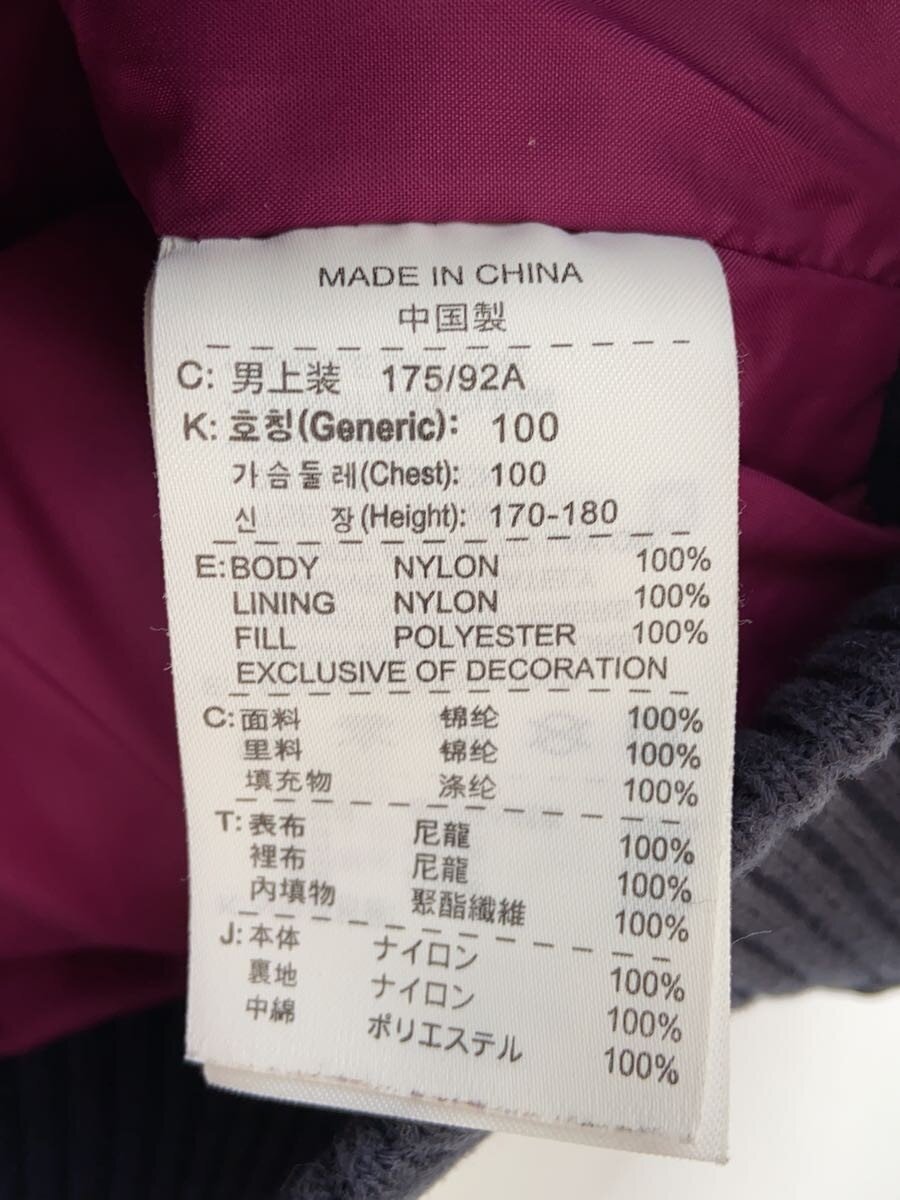 MADE IN CHINA
中国製
C: 男上装 175/92A
K: 호칭(Generic): 100
가슴둘레(Chest): 100
신 장(Height): 170-180
E: BODY NYLON 100%
LINING NYLON 100%
FILL POLYESTER 100%
EXCLUSIVE OF DECORATION
C: 面料 锦纶 100%
里料 锦纶 100%
填充物 涤纶 100%
T: 表布 尼龍 100%
裡布 尼龍 100%
內填物 聚酯纖維 100%
J: 本体 ナイロン 100%
裏地 ナイロン 100%
中綿 ポリエステル 100%